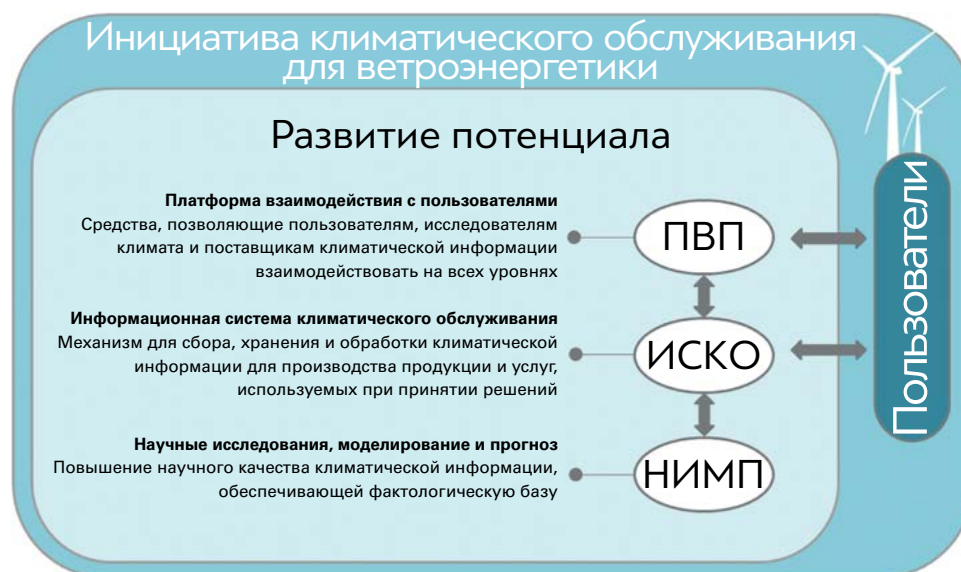 Инициатива климатического обслуживания
для ветроэнергетики
Развитие потенциала
Платформа взаимодействия с пользователями
Средства, позволяющие пользователям, исследователям
климата и поставщикам климатической информации
взаимодействовать на всех уровнях
ПВП
Информационная система климатического обслуживания
Механизм для сбора, хранения и обработки климатической
информации для производства продукции и услуг,
используемых при принятии решений
ИСКО
Научные исследования, моделирование и прогноз
Повышение научного качества климатической информации,
обеспечивающей фактологическую базу
НИМП
Пользователи